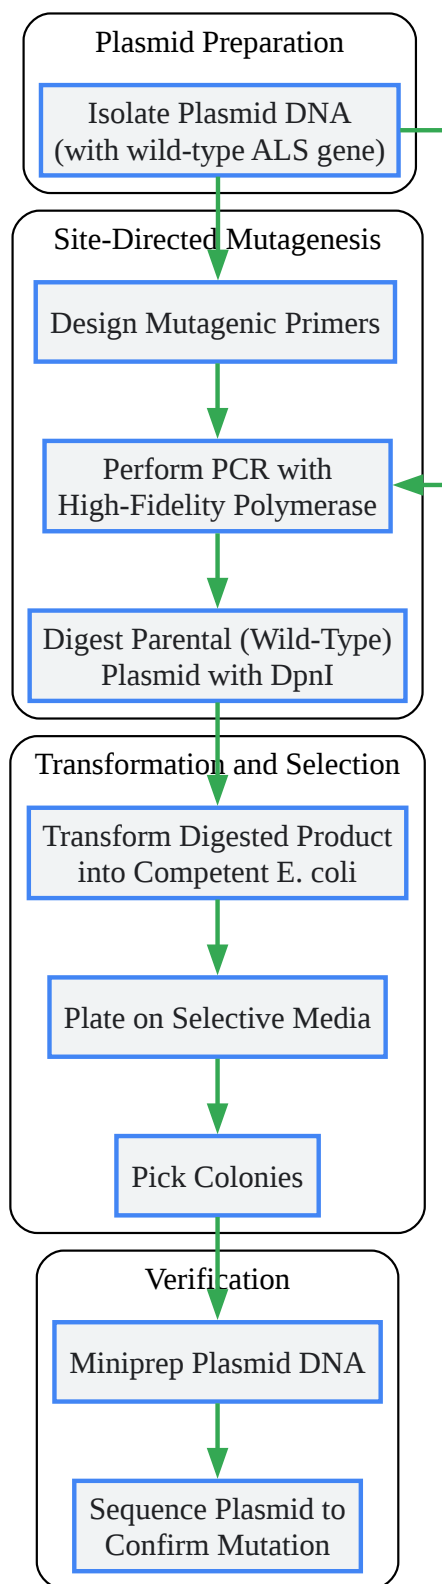 Plasmid Preparation
Isolate Plasmid DNA
(with wild-type ALS gene)
Site-Directed Mutagenesis
Design Mutagenic Primers
Perform PCR with
High-Fidelity Polymerase
Digest Parental (Wild-Type)
Plasmid with DpnI
Transformation and Selection
Transform Digested Product
into Competent E. coli
Plate on Selective Media
Pick Colonies
Verification
Miniprep Plasmid DNA
Sequence Plasmid to
Confirm Mutation